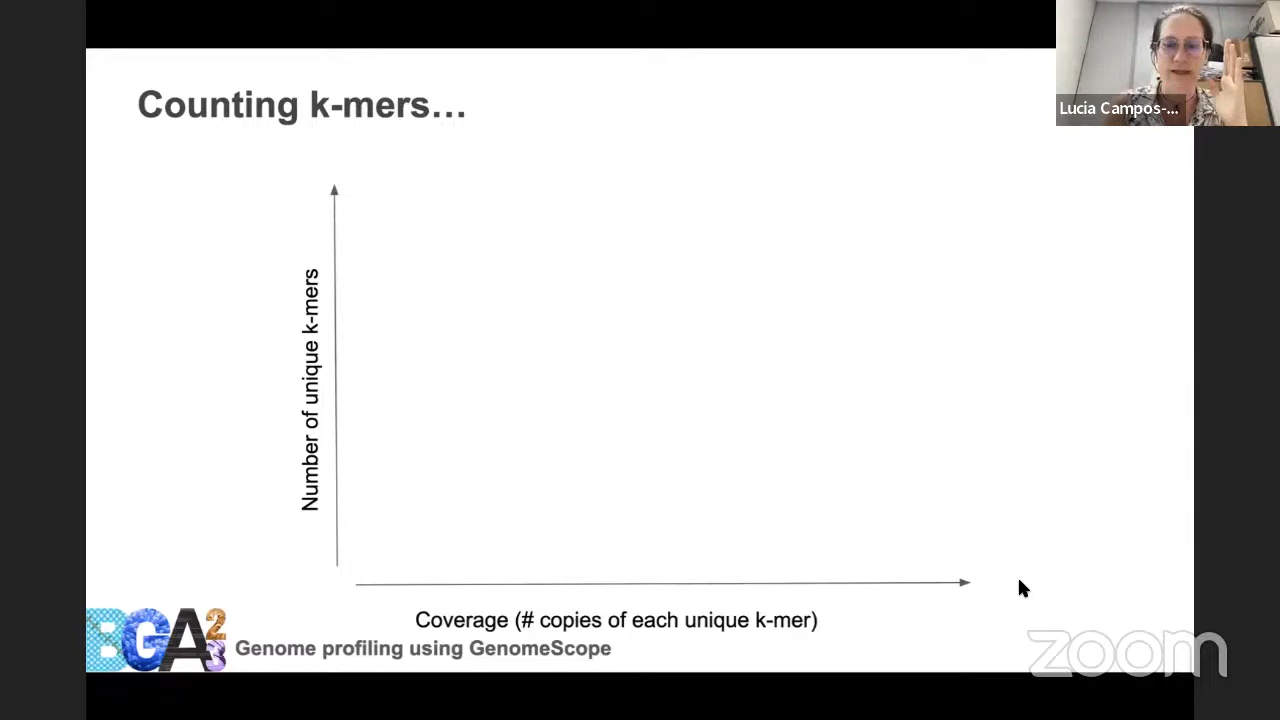 Counting k-mers…
Lucia Campos-...
Number of unique k-mers
Coverage (# copies of each unique k-mer)
BGA23
Genome profiling using GenomeScope
zoom